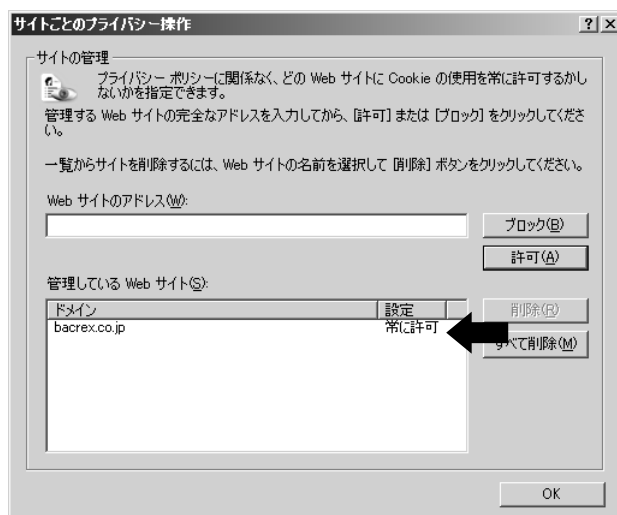 サイトごとのプライバシー操作
サイトの管理
プライバシー ポリシーに関係なく、どの Web サイトに Cookie の使用を常に許可するかし
ないかを指定できます。
管理する Web サイトの完全なアドレスを入力してから、[許可] または [ブロック] をクリックしてくださ
い。
一覧からサイトを削除するには、Web サイトの名前を選択して [削除] ボタンをクリックしてください。
Web サイトのアドレス(W):
ブロック(B)
許可(A)
管理している Web サイト(S):
ドメイン 設定
削除(R)
bacrex.co.jp 常に許可
すべて削除(M)
OK